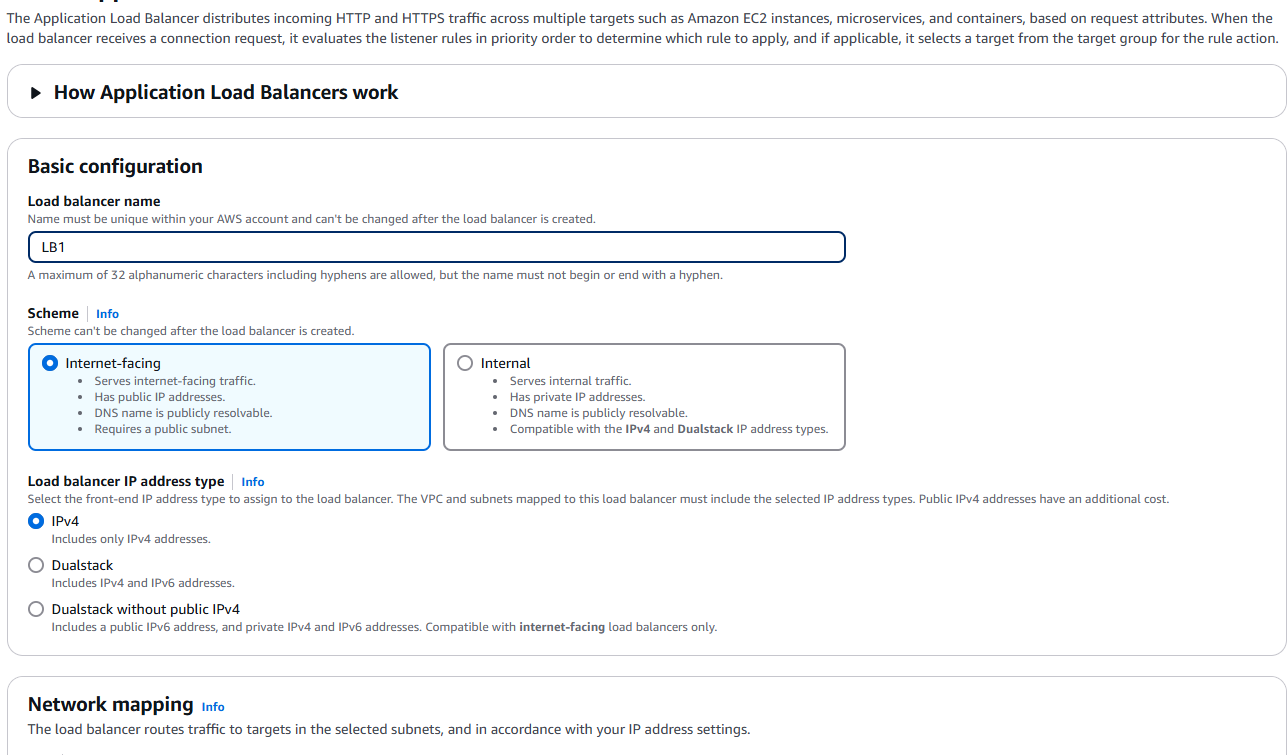 The Application Load Balancer distributes incoming HTTP and HTTPS traffic across multiple targets such as Amazon EC2 instances, microservices, and containers, based on request attributes. When the
load balancer receives a connection request, it evaluates the listener rules in priority order to determine which rule to apply, and if applicable, it selects a target from the target group for the rule action.
How Application Load Balancers work
Basic configuration
Load balancer name
Name must be unique within your AWS account and can't be changed after the load balancer is created.
LB1
A maximum of 32 alphanumeric characters including hyphens are allowed, but the name must not begin or end with a hyphen.
Scheme Info
Scheme can't be changed after the load balancer is created.
Internet-facing
• Serves internet-facing traffic.
• Has public IP addresses.
• DNS name is publicly resolvable.
• Requires a public subnet.
Internal
• Serves internal traffic.
• Has private IP addresses.
• DNS name is publicly resolvable.
• Compatible with the IPv4 and Dualstack IP address types.
Load balancer IP address type Info
Select the front-end IP address type to assign to the load balancer. The VPC and subnets mapped to this load balancer must include the selected IP address types. Public IPv4 addresses have an additional cost.
IPv4
Includes only IPv4 addresses.
Dualstack
Includes IPv4 and IPv6 addresses.
Dualstack without public IPv4
Includes a public IPv6 address, and private IPv4 and IPv6 addresses. Compatible with internet-facing load balancers only.
Network mapping Info
The load balancer routes traffic to targets in the selected subnets, and in accordance with your IP address settings.